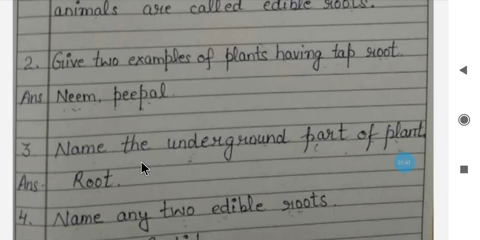 animals are called edible roots.
2. Give two examples of plants having tap root.
Ans Neem, peepal.
3 Name the underground part of plant.
Ans- Root.
4. Name any two edible roots.